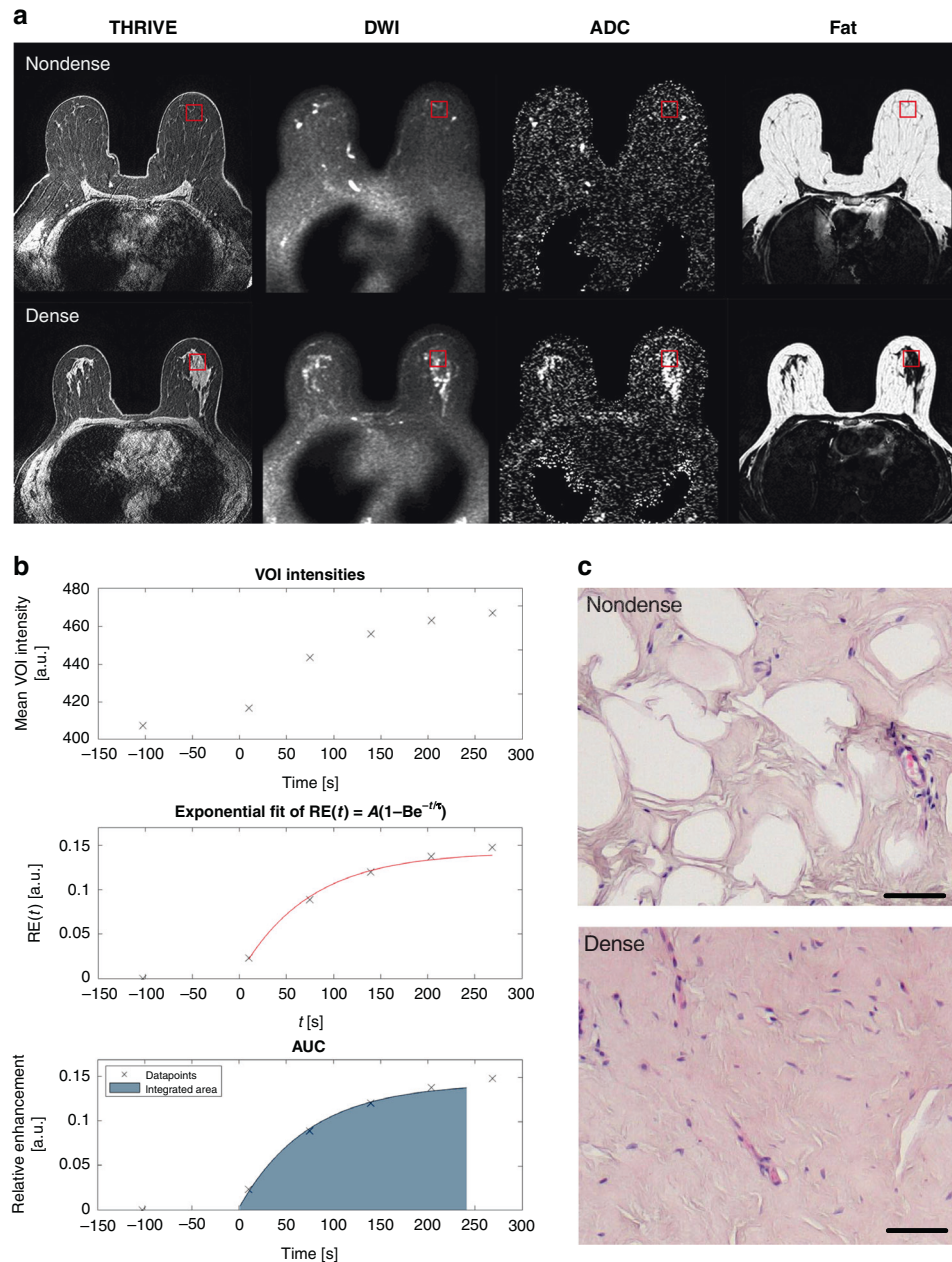 a
THRIVE DWI ADC Fat
Nondense
Dense
b
VOI intensities
Mean VOI intensity
[a.u.]
480
460
440
420
400
−150 −100 −50 0 50 100 150 200 250 300
Time [s]
Exponential fit of RE(t) = A(1–Be−t/τ)
RE(t) [a.u.]
0.15
0.1
0.05
0
−150 −100 −50 0 50 100 150 200 250 300
t [s]
AUC
Relative enhancement
[a.u.]
0.15
0.1
0.05
0
Datapoints
Integrated area
−150 −100 −50 0 50 100 150 200 250 300
Time [s]
c
Nondense
Dense